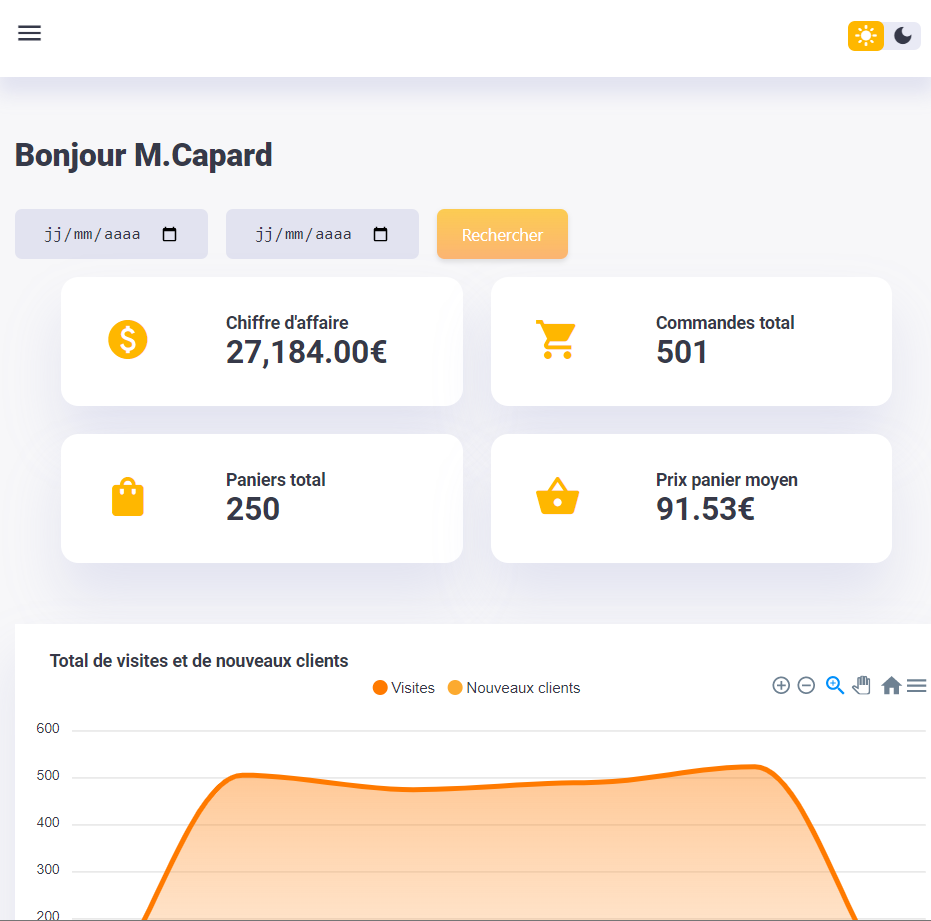 Bonjour M.Capard
jj/mm/aaaa
jj/mm/aaaa
Rechercher
Chiffre d'affaire
27,184.00€
Commandes total
501
Paniers total
250
Prix panier moyen
91.53€
Total de visites et de nouveaux clients
Visites
Nouveaux clients
600
500
400
300
200